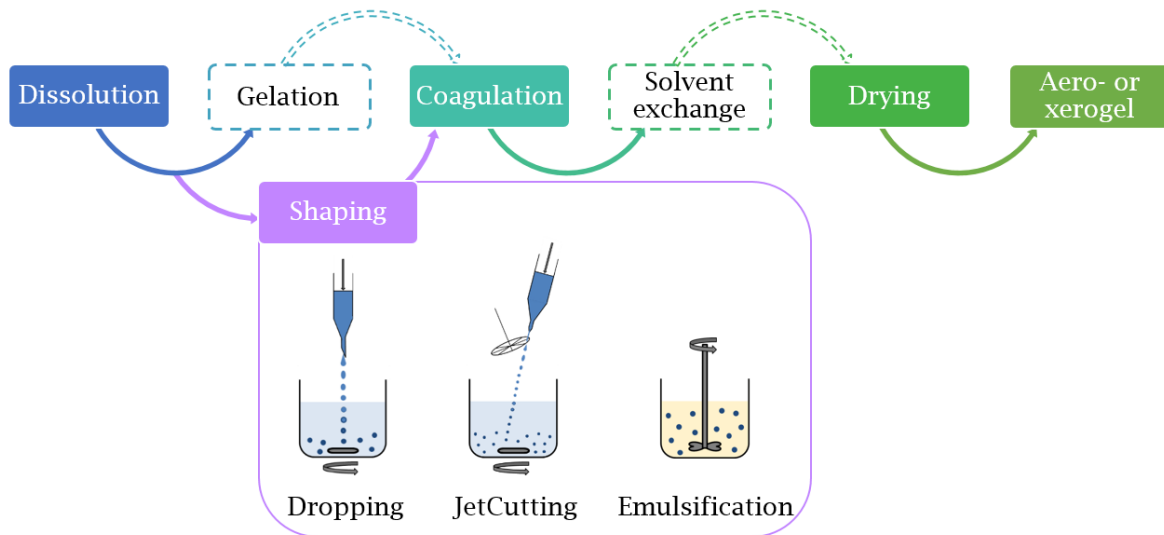 Dissolution
Gelation
Coagulation
Solvent
exchange
Drying
Aero- or
xerogel
Shaping
Dropping
JetCutting
Emulsification